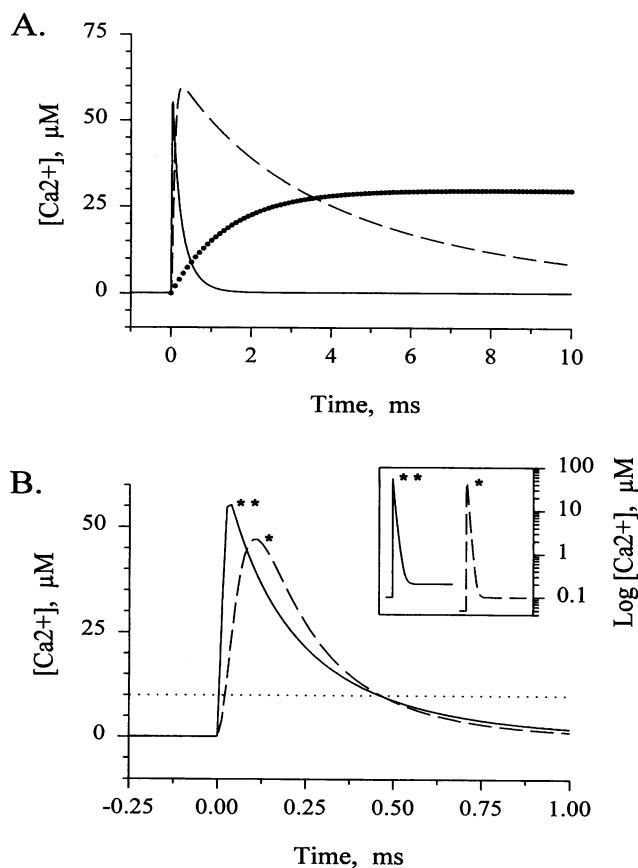 A.
75
50
25
0
[Ca2+], μM
0 2 4 6 8 10
Time, ms
B.
50
25
0
[Ca2+], μM
** *
** *
100
10
1
0.1
Log [Ca2+], μM
-0.25 0.00 0.25 0.50 0.75 1.00
Time, ms